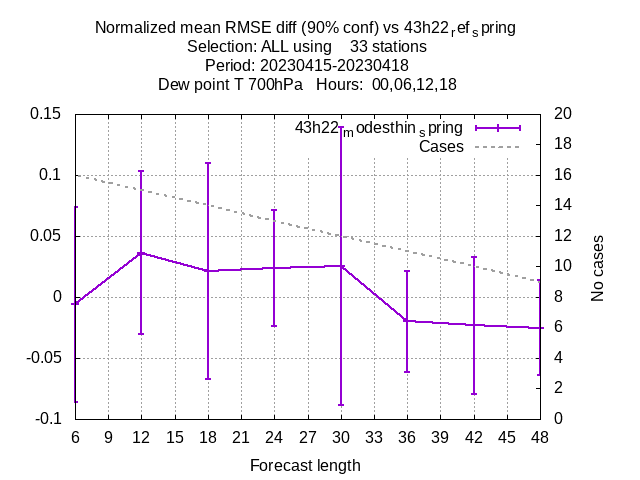 Normalized mean RMSE diff (90% conf) vs 43h22ᵣefₛpring
Selection: ALL using 33 stations
Period: 20230415-20230418
Dew point T 700hPa Hours: 00,06,12,18
43h22ₘodesthinₛpring
Cases
0.15
0.1
0.05
0
-0.05
-0.1
20
18
16
14
12
10
8
6
4
2
0
No cases
6 9 12 15 18 21 24 27 30 33 36 39 42 45 48
Forecast length